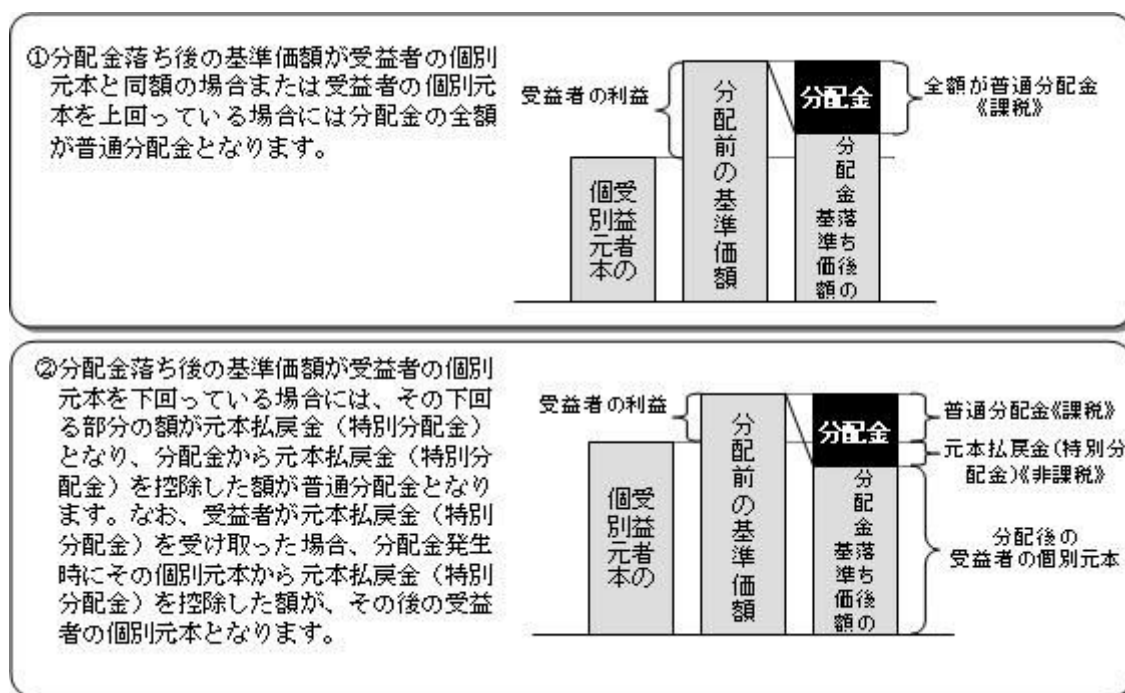 ①分配金落ち後の基準価額が受益者の個別
元本と同額の場合または受益者の個別元
本を上回っている場合には分配金の全額
が普通分配金となります。
受益者の利益
受益者の
個別元本
分配前の基準価額
分配金
分配金落ち後の
基準価額
全額が普通分配金
《課税》
②分配金落ち後の基準価額が受益者の個別
元本を下回っている場合には、その下回
る部分の額が元本払戻金（特別分配金）
となり、分配金から元本払戻金（特別分
配金）を控除した額が普通分配金となり
ます。なお、受益者が元本払戻金（特別
分配金）を受け取った場合、分配金発生
時にその個別元本から元本払戻金（特別
分配金）を控除した額が、その後の受益
者の個別元本となります。
受益者の利益
受益者の
個別元本
分配前の基準価額
分配金
分配金落ち後の
基準価額
普通分配金《課税》
元本払戻金(特別分
配金)《非課税》
分配後の
受益者の個別元本